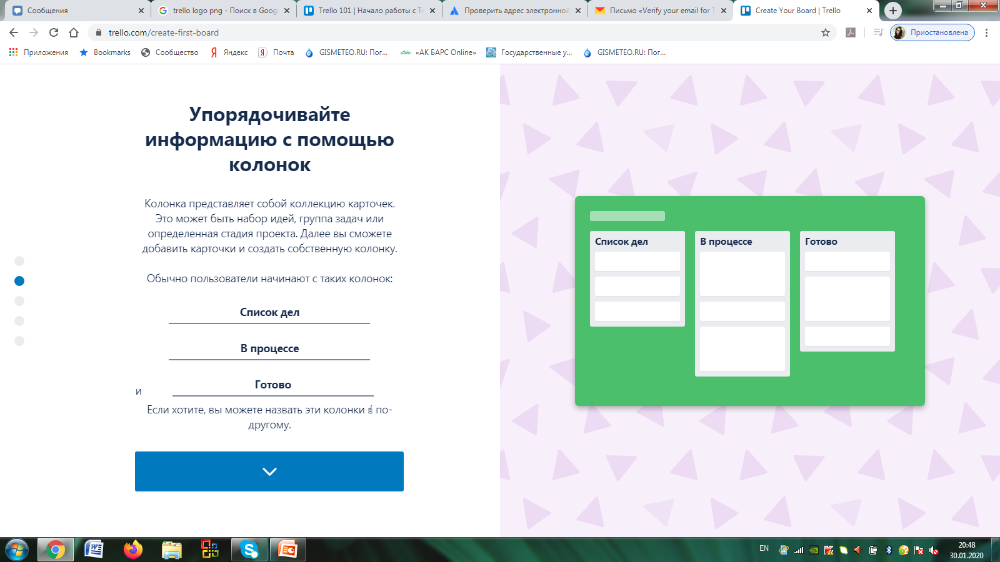 Сообщения
trello logo png - Поиск в Goog
Trello 101 | Начало работы с Tr
Проверить адрес электронной
Письмо «Verify your email for T
Create Your Board | Trello
trello.com/create-first-board
Приостановлена
Приложения
Bookmarks
Сообщество
Яндекс
Почта
GISMETEO.RU: Пог...
«АК БАРС Online»
Государственные у...
GISMETEO.RU: Пог...
Упорядочивайте
информацию с помощью
колонок
Колонка представляет собой коллекцию карточек.
Это может быть набор идей, группа задач или
определенная стадия проекта. Далее вы сможете
добавить карточки и создать собственную колонку.
Обычно пользователи начинают с таких колонок:
Список дел
В процессе
Готово
и
Если хотите, вы можете назвать эти колонки ☝ по-
другому.
Список дел
В процессе
Готово
EN
20:48
30.01.2020